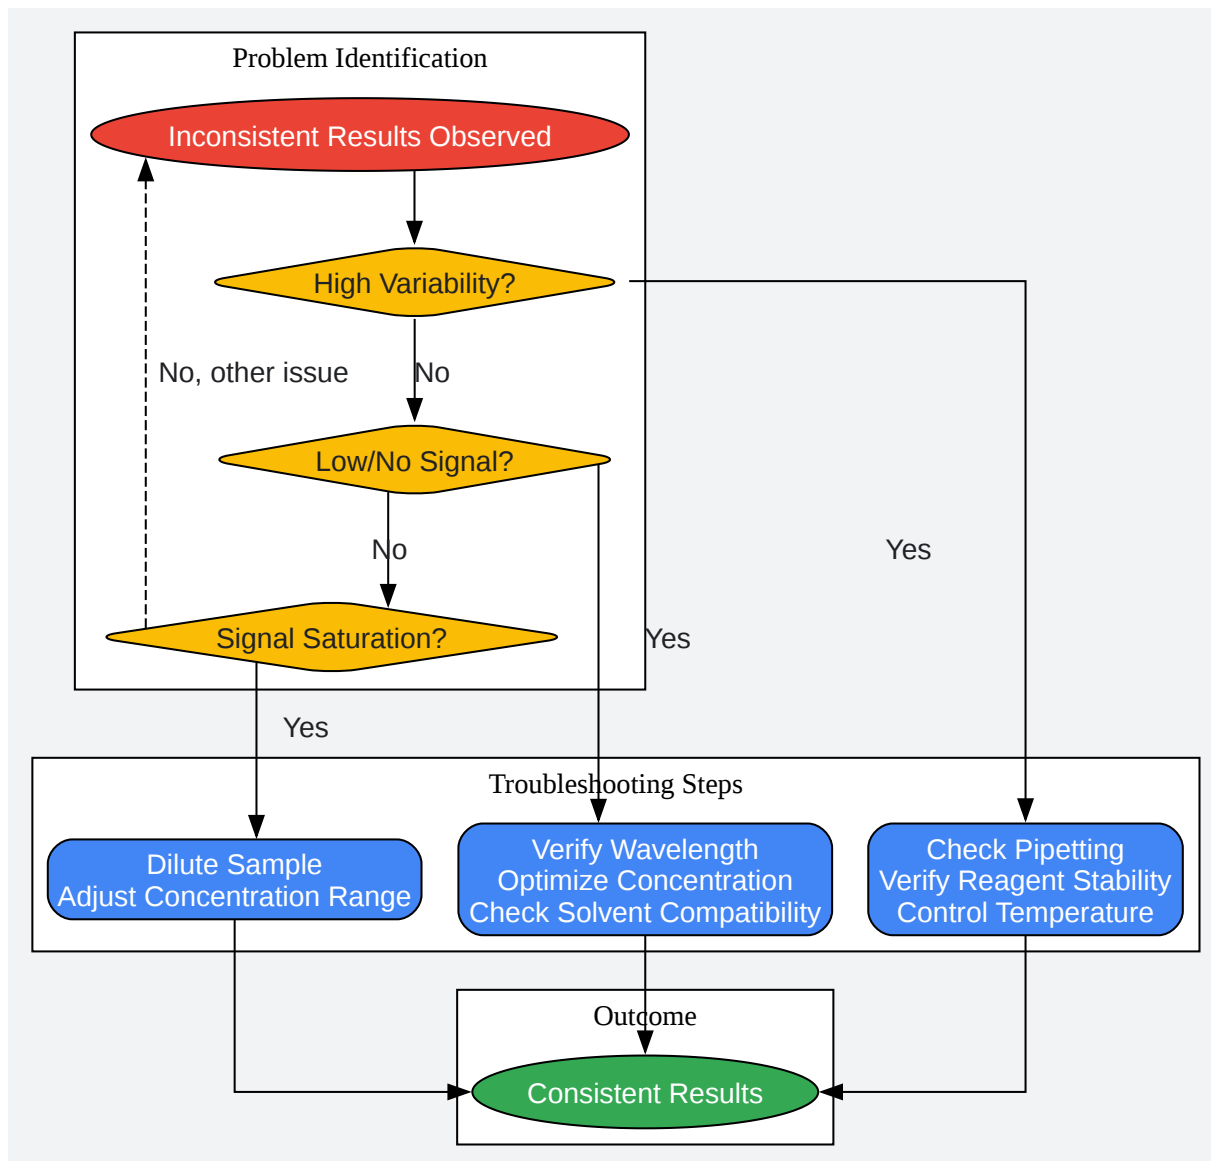 Problem Identification
Inconsistent Results Observed
High Variability?
No, other issue
No
Low/No Signal?
No
Yes
Signal Saturation?
Yes
Yes
Troubleshooting Steps
Dilute Sample
Adjust Concentration Range
Verify Wavelength
Optimize Concentration
Check Solvent Compatibility
Check Pipetting
Verify Reagent Stability
Control Temperature
Outcome
Consistent Results